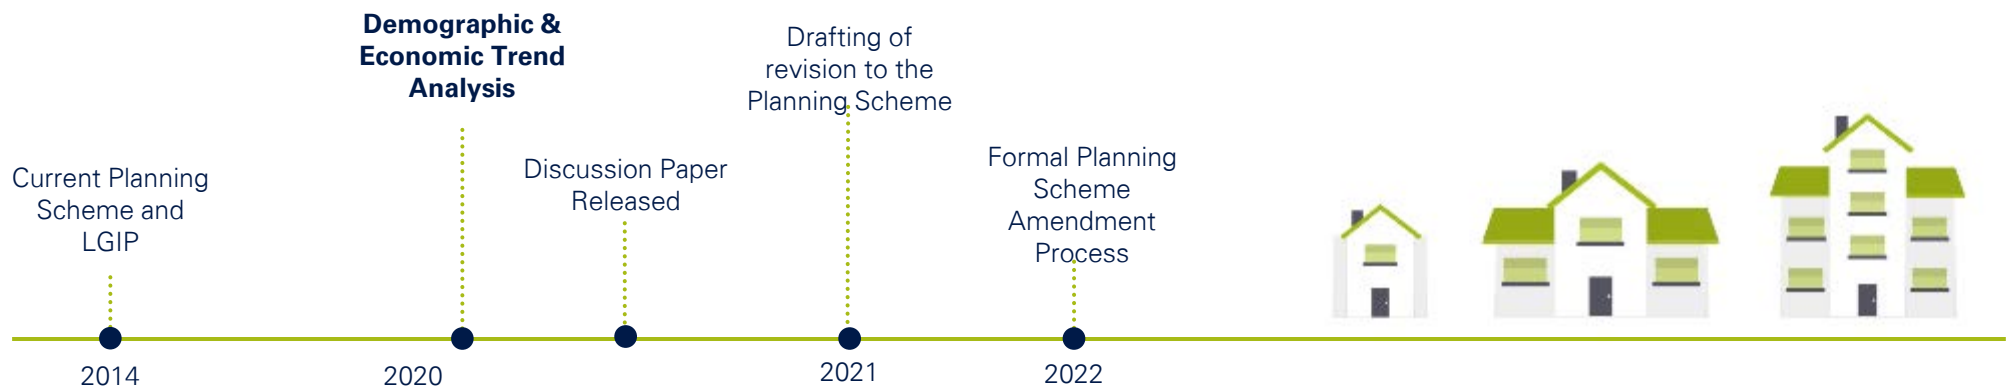 Current Planning
Scheme and
LGIP
2014
Demographic &
Economic Trend
Analysis
2020
Discussion Paper
Released
Drafting of
revision to the
Planning Scheme
2021
Formal Planning
Scheme
Amendment
Process
2022